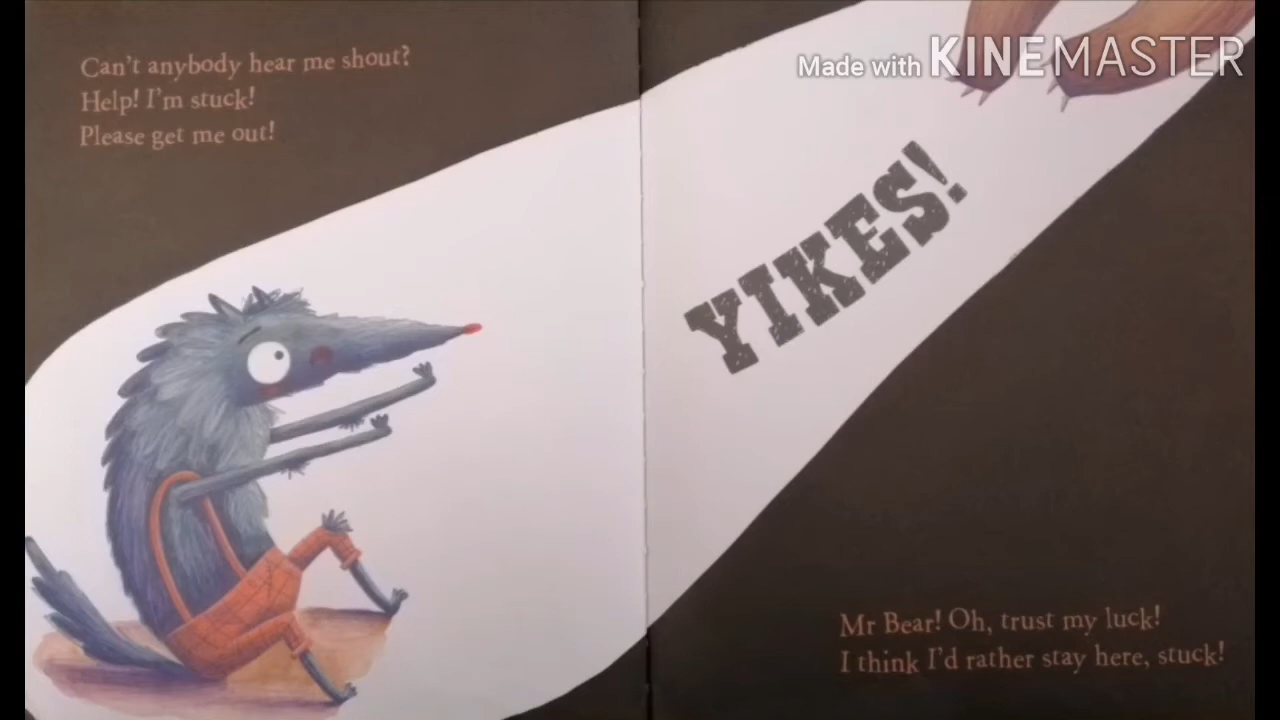 Can't anybody hear me shout?
Help! I'm stuck!
Please get me out!
Made with KINEMASTER
YIKES!
Mr Bear! Oh, trust my luck!
I think I'd rather stay here, stuck!